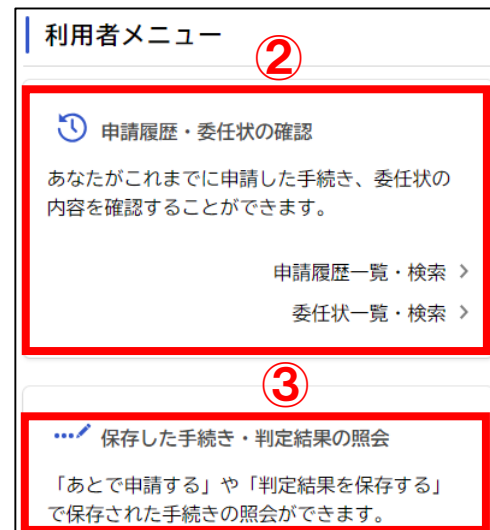 利用者メニュー
②
申請履歴・委任状の確認
あなたがこれまでに申請した手続き、委任状の
内容を確認することができます。
申請履歴一覧・検索 >
委任状一覧・検索 >
③
保存した手続き・判定結果の照会
「あとで申請する」や「判定結果を保存する」
で保存された手続きの照会ができます。